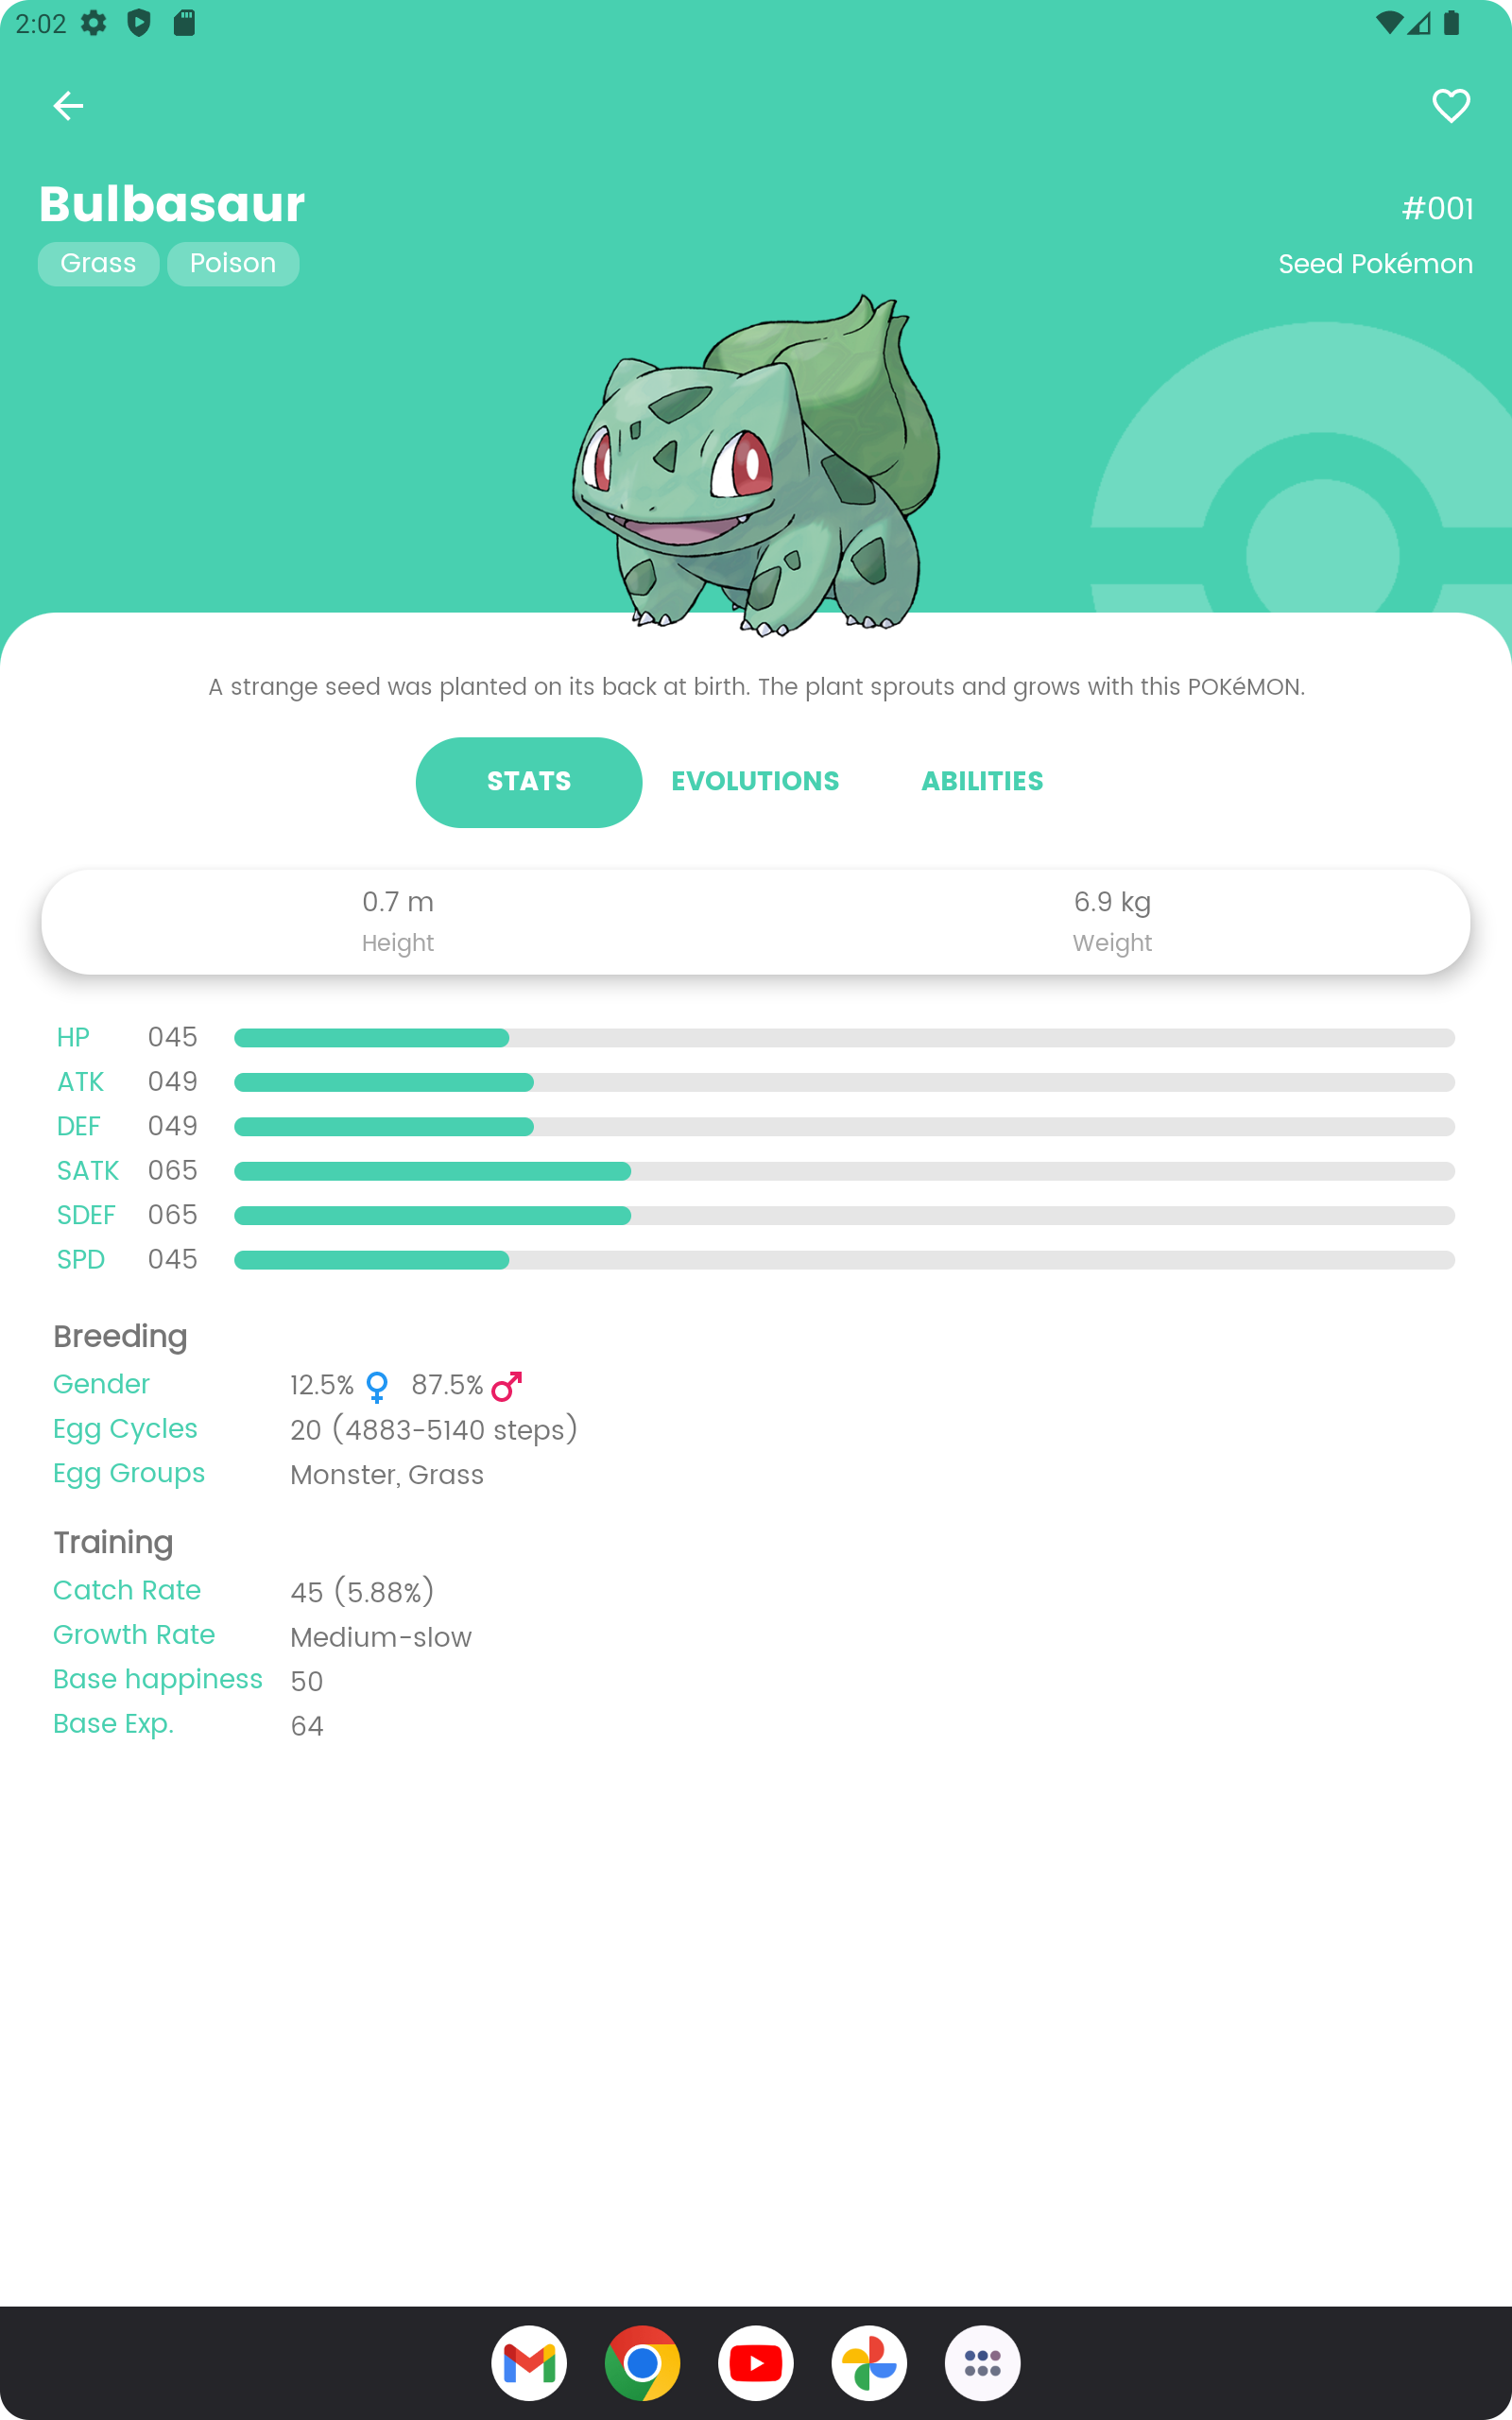 2:02
Bulbasaur
#001
Grass Poison
Seed Pokémon
A strange seed was planted on its back at birth. The plant sprouts and grows with this POKéMON.
STATS EVOLUTIONS ABILITIES
0.7 m 6.9 kg
Height Weight
HP 045
ATK 049
DEF 049
SATK 065
SDEF 065
SPD 045
Breeding
Gender 12.5% ♀ 87.5% ♂
Egg Cycles 20 (4883-5140 steps)
Egg Groups Monster, Grass
Training
Catch Rate 45 (5.88%)
Growth Rate Medium-slow
Base happiness 50
Base Exp. 64